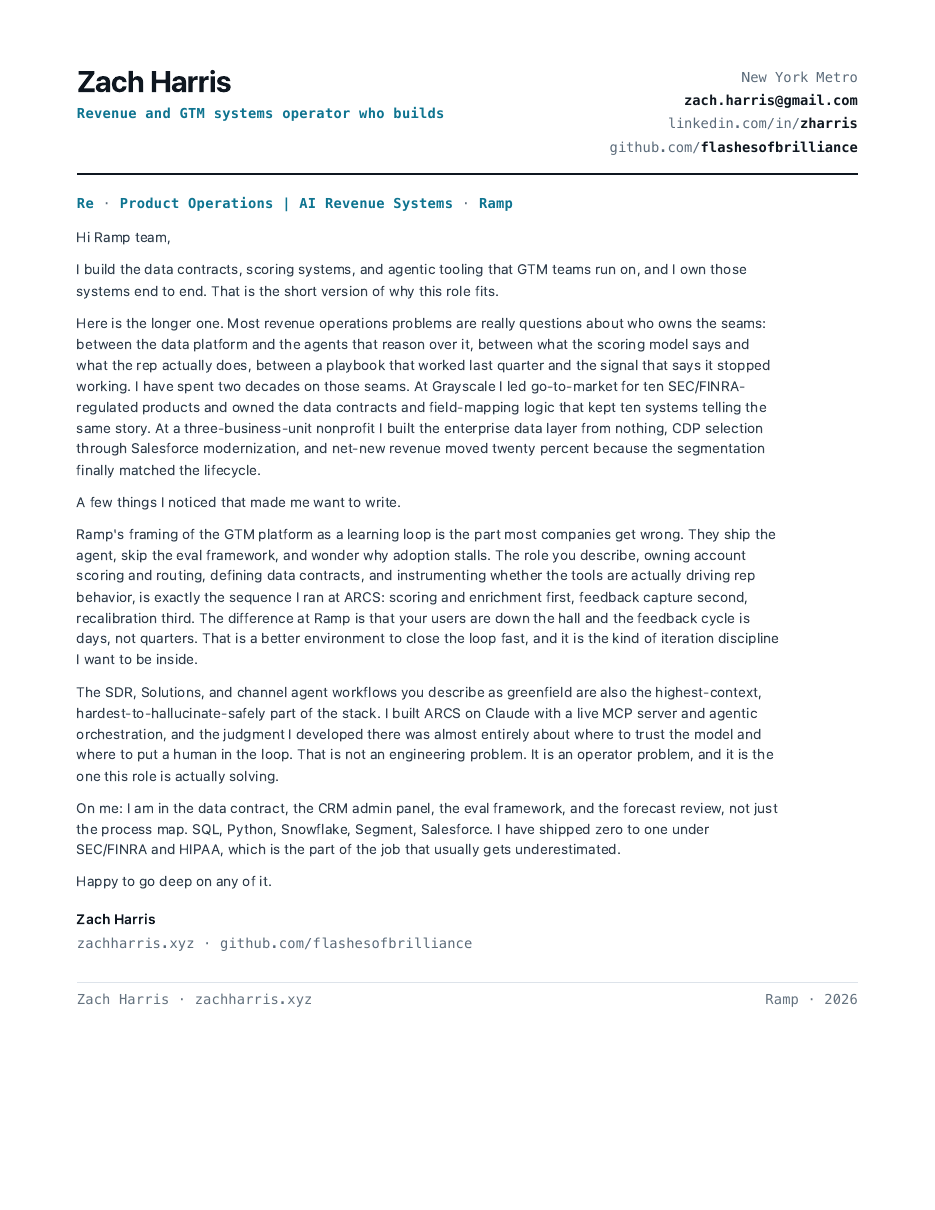 Zach Harris
Revenue and GTM systems operator who builds
New York Metro
zach.harris@gmail.com
linkedin.com/in/zharris
github.com/flashesofbrilliance
Re · Product Operations | AI Revenue Systems · Ramp
Hi Ramp team,
I build the data contracts, scoring systems, and agentic tooling that GTM teams run on, and I own those
systems end to end. That is the short version of why this role fits.
Here is the longer one. Most revenue operations problems are really questions about who owns the seams:
between the data platform and the agents that reason over it, between what the scoring model says and
what the rep actually does, between a playbook that worked last quarter and the signal that says it stopped
working. I have spent two decades on those seams. At Grayscale I led go-to-market for ten SEC/FINRA-
regulated products and owned the data contracts and field-mapping logic that kept ten systems telling the
same story. At a three-business-unit nonprofit I built the enterprise data layer from nothing, CDP selection
through Salesforce modernization, and net-new revenue moved twenty percent because the segmentation
finally matched the lifecycle.
A few things I noticed that made me want to write.
Ramp's framing of the GTM platform as a learning loop is the part most companies get wrong. They ship the
agent, skip the eval framework, and wonder why adoption stalls. The role you describe, owning account
scoring and routing, defining data contracts, and instrumenting whether the tools are actually driving rep
behavior, is exactly the sequence I ran at ARCS: scoring and enrichment first, feedback capture second,
recalibration third. The difference at Ramp is that your users are down the hall and the feedback cycle is
days, not quarters. That is a better environment to close the loop fast, and it is the kind of iteration discipline
I want to be inside.
The SDR, Solutions, and channel agent workflows you describe as greenfield are also the highest-context,
hardest-to-hallucinate-safely part of the stack. I built ARCS on Claude with a live MCP server and agentic
orchestration, and the judgment I developed there was almost entirely about where to trust the model and
where to put a human in the loop. That is not an engineering problem. It is an operator problem, and it is the
one this role is actually solving.
On me: I am in the data contract, the CRM admin panel, the eval framework, and the forecast review, not just
the process map. SQL, Python, Snowflake, Segment, Salesforce. I have shipped zero to one under
SEC/FINRA and HIPAA, which is the part of the job that usually gets underestimated.
Happy to go deep on any of it.
Zach Harris
zachharris.xyz · github.com/flashesofbrilliance
Zach Harris · zachharris.xyz
Ramp · 2026